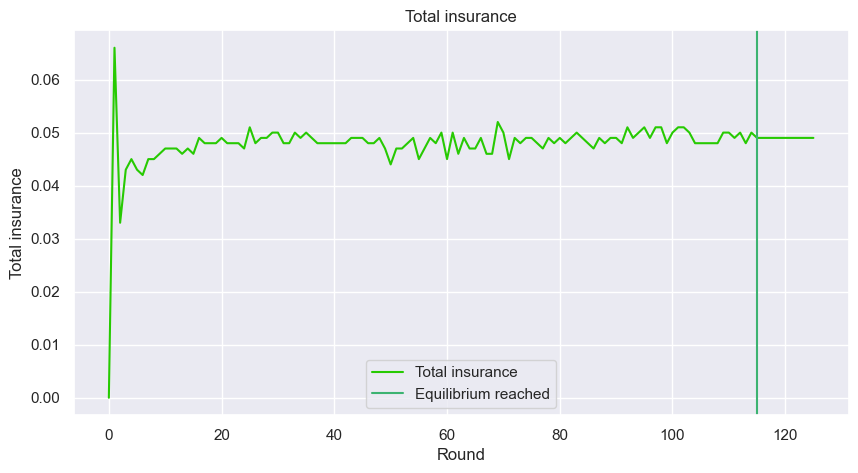 Total insurance
Total insurance
0.06
0.05
0.04
0.03
0.02
0.01
0.00
Total insurance
Equilibrium reached
0
20
40
60
80
100
120
Round